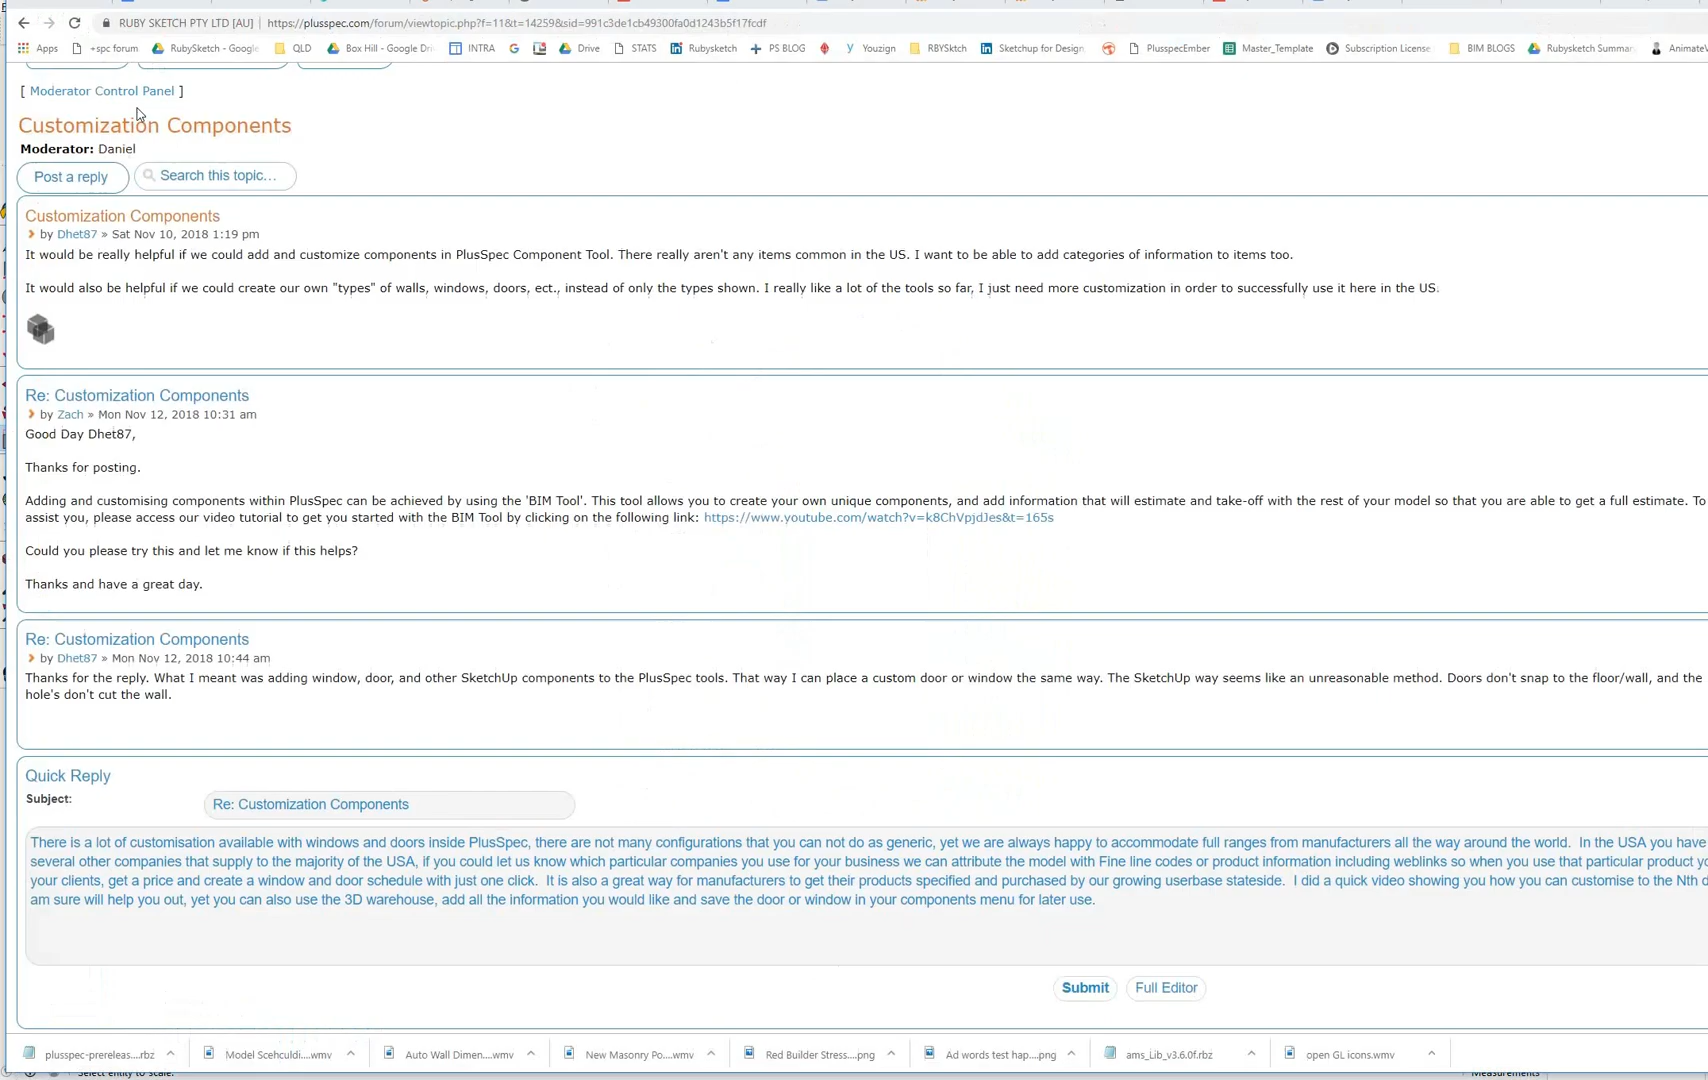 RUBY SKETCH PTY LTD [AU] | https://plusspec.com/forum/viewtopic.php?f=11&t=14259&sid=991c3de1cb49300fa0d1243b5f17fcdf
Apps +spc forum RubySketch - Google QLD Box Hill - Google Dri INTRA Drive STATS Rubysketch PS BLOG Youzign RBYSktch Sketchup for Design PlusspecEmber Master_Template Subscription License BIM BLOGS Rubysketch Summar
[ Moderator Control Panel ]
Customization Components
Moderator: Daniel
Post a reply Search this topic…
Customization Components
by Dhet87 » Sat Nov 10, 2018 1:19 pm
It would be really helpful if we could add and customize components in PlusSpec Component Tool. There really aren't any items common in the US. I want to be able to add categories of information to items too.
It would also be helpful if we could create our own "types" of walls, windows, doors, ect., instead of only the types shown. I really like a lot of the tools so far, I just need more customization in order to successfully use it here in the US.
Re: Customization Components
by Zach » Mon Nov 12, 2018 10:31 am
Good Day Dhet87,
Thanks for posting.
Adding and customising components within PlusSpec can be achieved by using the 'BIM Tool'. This tool allows you to create your own unique components, and add information that will estimate and take-off with the rest of your model so that you are able to get a full estimate. To
assist you, please access our video tutorial to get you started with the BIM Tool by clicking on the following link: https://www.youtube.com/watch?v=k8ChVpjdJes&t=165s
Could you please try this and let me know if this helps?
Thanks and have a great day.
Re: Customization Components
by Dhet87 » Mon Nov 12, 2018 10:44 am
Thanks for the reply. What I meant was adding window, door, and other SketchUp components to the PlusSpec tools. That way I can place a custom door or window the same way. The SketchUp way seems like an unreasonable method. Doors don't snap to the floor/wall, and the
hole's don't cut the wall.
Quick Reply
Subject: Re: Customization Components
There is a lot of customisation available with windows and doors inside PlusSpec, there are not many configurations that you can not do as generic, yet we are always happy to accommodate full ranges from manufacturers all the way around the world. In the USA you have
several other companies that supply to the majority of the USA, if you could let us know which particular companies you use for your business we can attribute the model with Fine line codes or product information including weblinks so when you use that particular product
your clients, get a price and create a window and door schedule with just one click. It is also a great way for manufacturers to get their products specified and purchased by our growing userbase stateside. I did a quick video showing you how you can customise to the Nth
am sure will help you out, yet you can also use the 3D warehouse, add all the information you would like and save the door or window in your components menu for later use.
Submit Full Editor
plusspec-prereleas....rbz Model Scehculdi....wmv Auto Wall Dimen....wmv New Masonry Po....wmv Red Builder Stress....png Ad words test hap....png ams_Lib_v3.6.0f.rbz open GL icons.wmv
Select entity to scale. Measurements